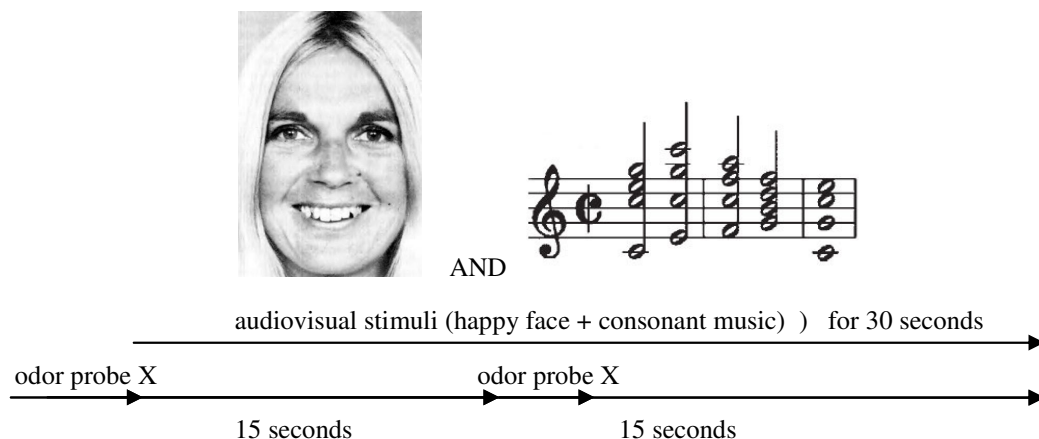 AND
audiovisual stimuli (happy face + consonant music) ) for 30 seconds
odor probe X odor probe X
15 seconds 15 seconds